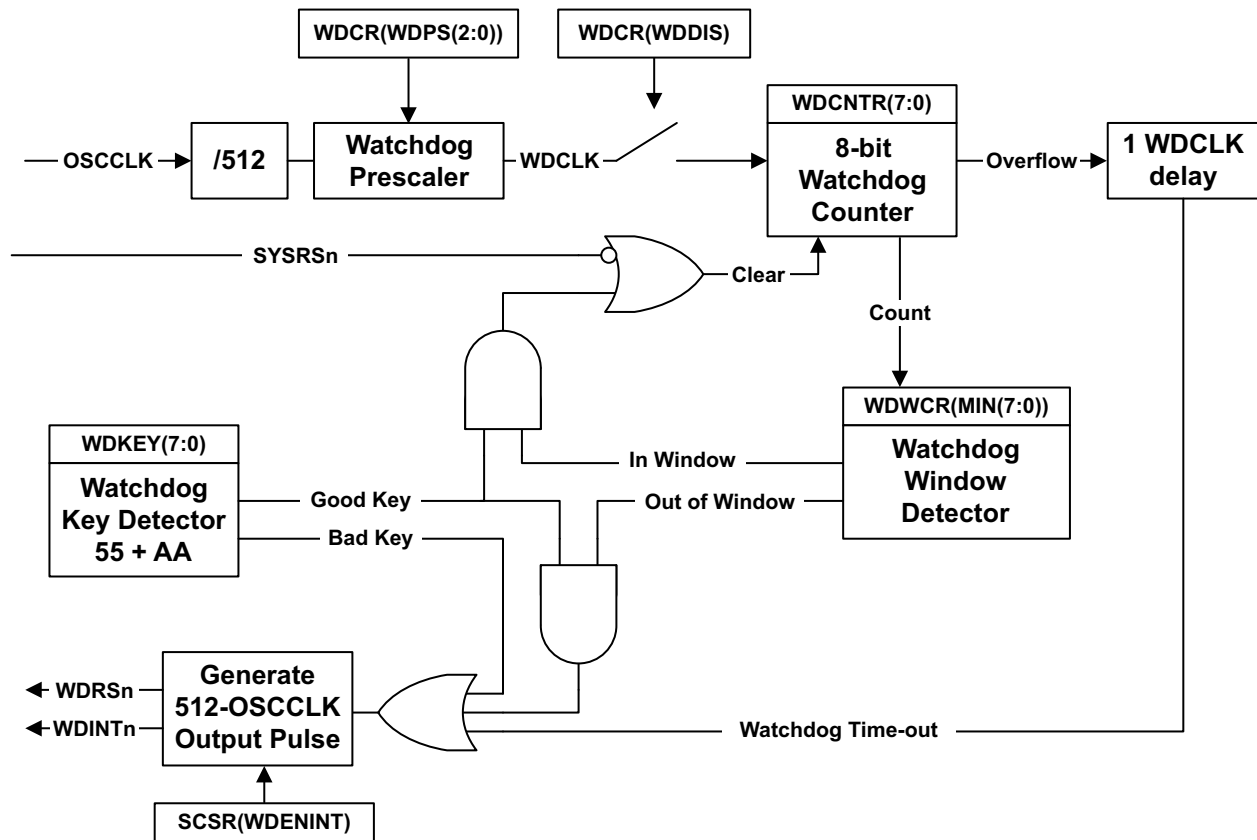 WDCR(WDPS(2:0))
WDCR(WDDIS)
WDCNTR(7:0)
OSCCLK
/512
Watchdog
Prescaler
WDCLK
8-bit
Watchdog
Counter
Overflow
1 WDCLK
delay
SYSRSn
Clear
Count
WDWCR(MIN(7:0))
Watchdog
Window
Detector
WDKEY(7:0)
Watchdog
Key Detector
55 + AA
In Window
Good Key
Out of Window
Bad Key
Generate
512-OSCCLK
Output Pulse
WDRSn
WDINTn
Watchdog Time-out
SCSR(WDENINT)